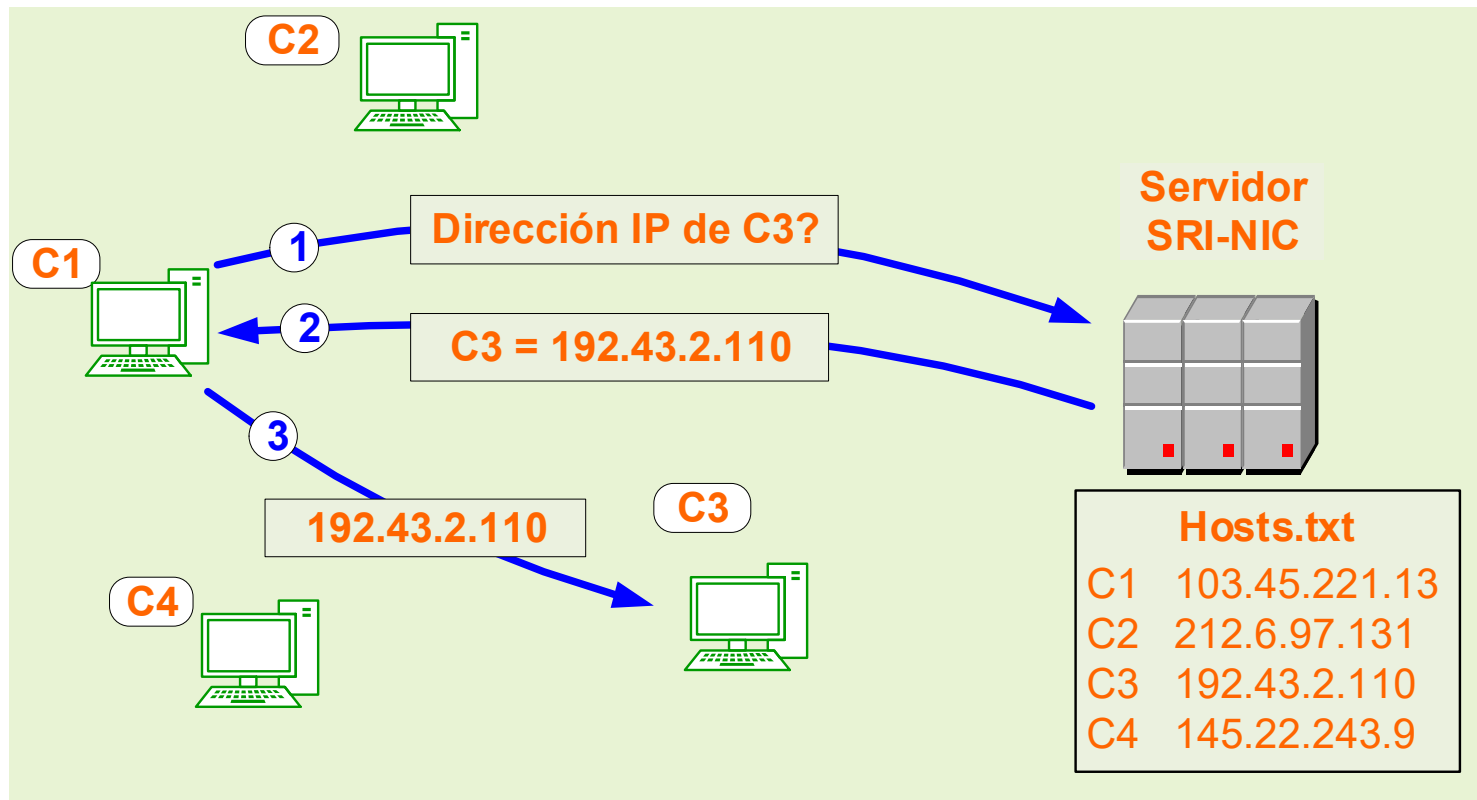 C2
Servidor
SRI-NIC
1
Dirección IP de C3?
C1
2
C3 = 192.43.2.110
3
192.43.2.110
C3
C4
Hosts.txt
C1 103.45.221.13
C2 212.6.97.131
C3 192.43.2.110
C4 145.22.243.9